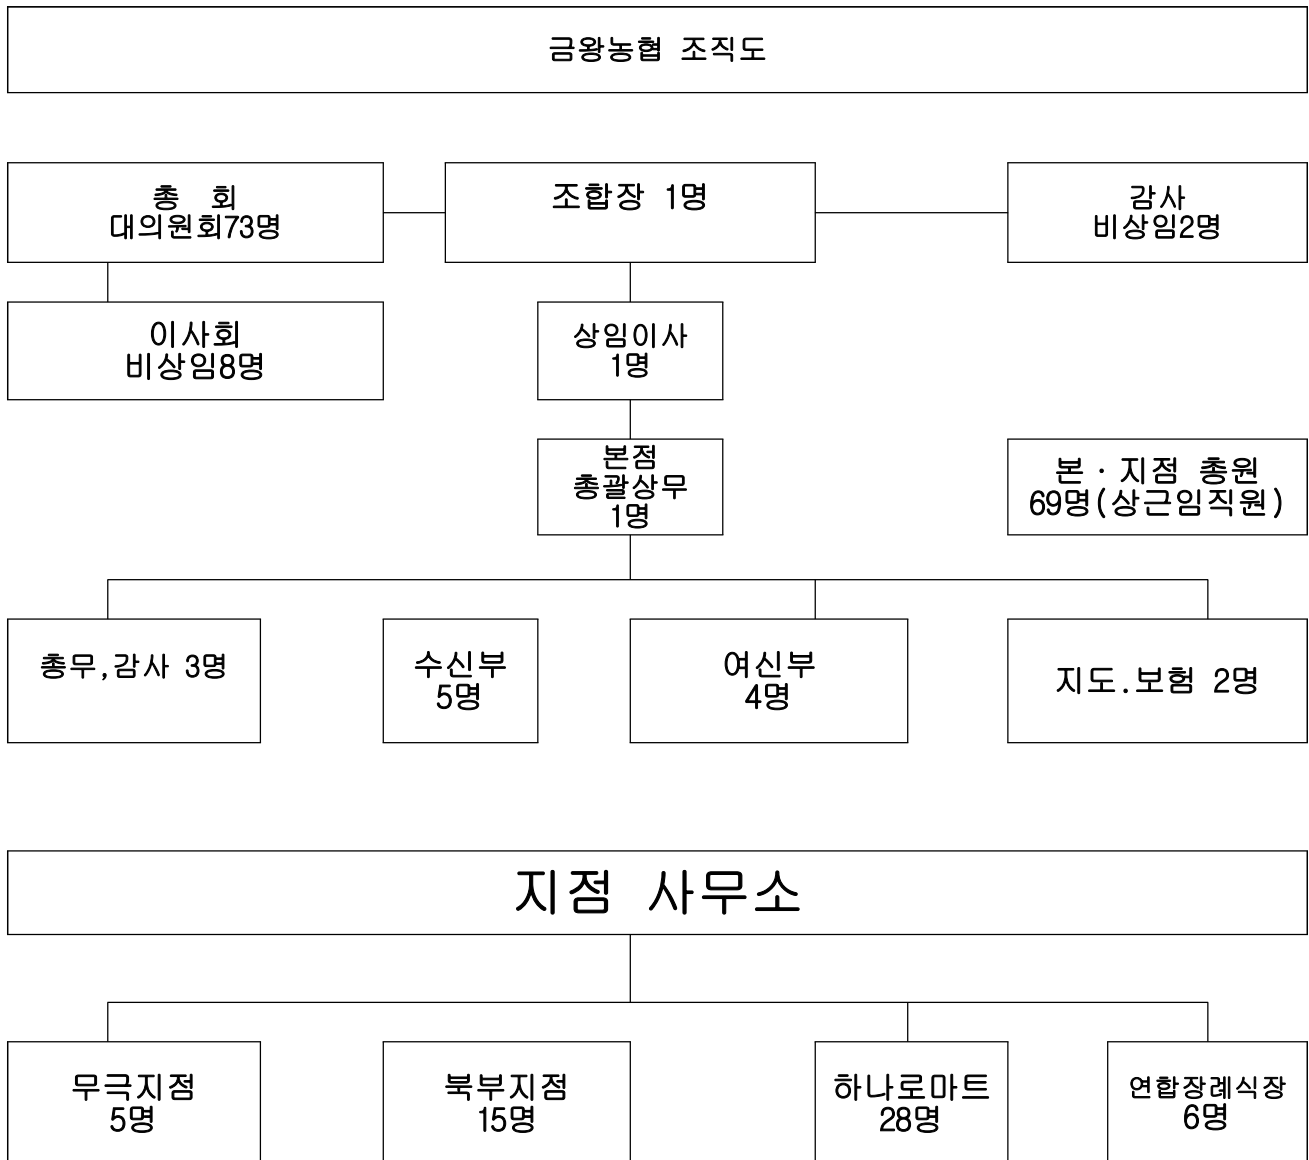 금왕농협 조직도
총 회
대의원회73명
조합장 1명
감사
비상임2명
이사회
비상임8명
상임이사
1명
본점
총괄상무
1명
본·지점 총원
69명(상근임직원)
총무,감사 3명
수신부
5명
여신부
4명
지도.보험 2명
지점 사무소
무극지점
5명
북부지점
15명
하나로마트
28명
연합장례식장
6명